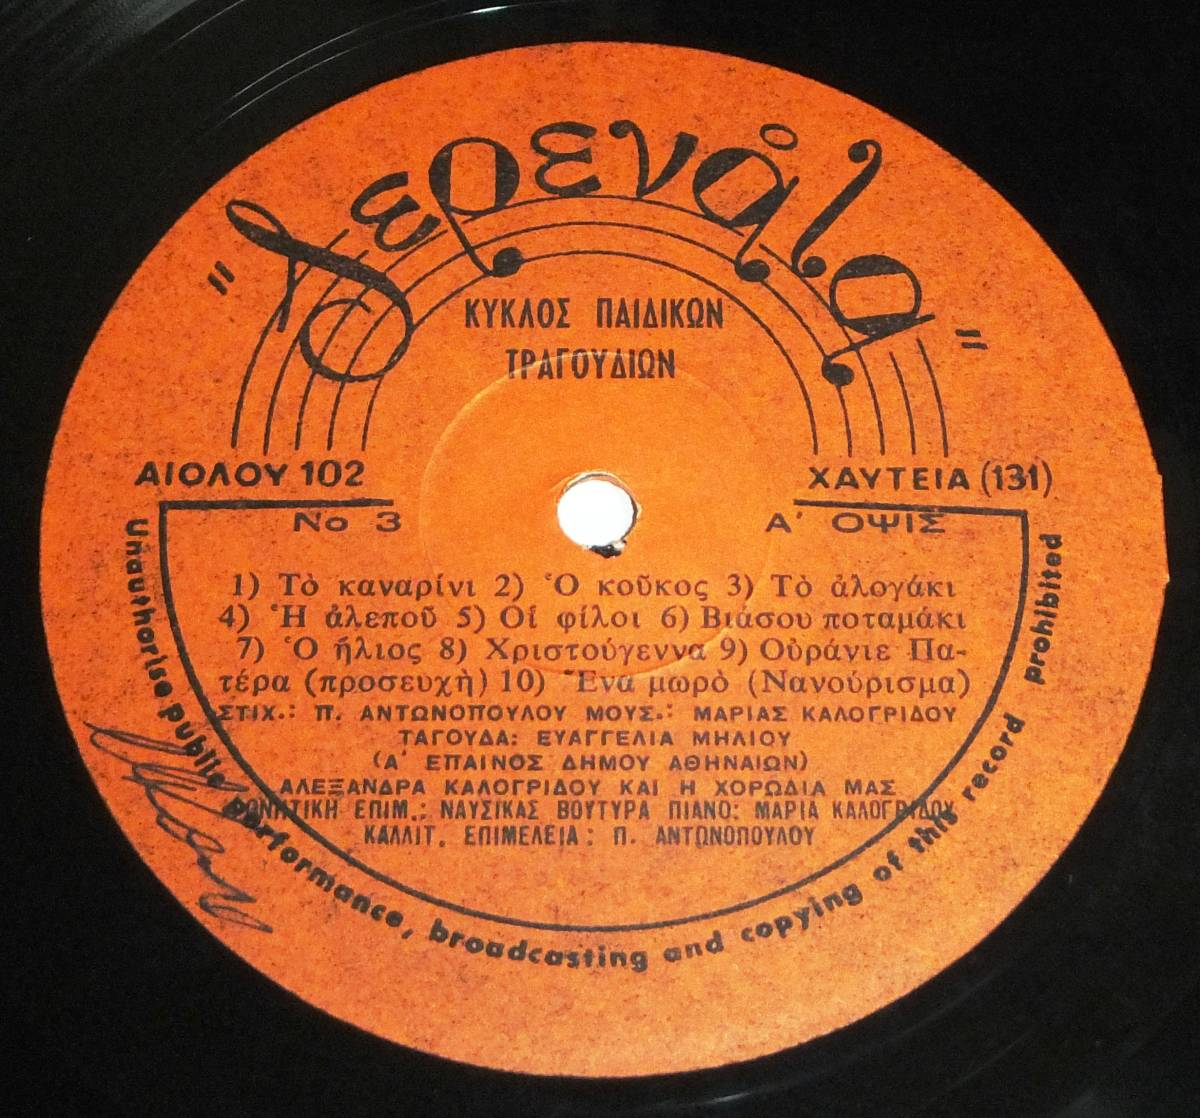 "Σερενάλα"
ΚΥΚΛΟΣ ΠΑΙΔΙΚΩΝ
ΤΡΑΓΟΥΔΙΩΝ
ΑΙΟΛΟΥ 102 ΧΑΥΤΕΙΑ (131)
Νο 3 Α' ΟΨΙΣ
1) Τὸ καναρίνι 2) Ὁ κοῦκος 3) Τὸ ἀλογάκι
4) Ἡ ἀλεποῦ 5) Οἱ φίλοι 6) Βιάσου ποταμάκι
7) Ὁ ἥλιος 8) Χριστούγεννα 9) Οὐράνιε Πα-
τέρα (προσευχὴ) 10) Ἕνα μωρὸ (Νανούρισμα)
ΣΤΙΧ.: Π. ΑΝΤΩΝΟΠΟΥΛΟΥ ΜΟΥΣ.: ΜΑΡΙΑΣ ΚΑΛΟΓΡΙΔΟΥ
ΤΑΓΟΥΔΑ: ΕΥΑΓΓΕΛΙΑ ΜΗΛΙΟΥ
(Α' ΕΠΑΙΝΟΣ ΔΗΜΟΥ ΑΘΗΝΑΙΩΝ)
ΑΛΕΞΑΝΔΡΑ ΚΑΛΟΓΡΙΔΟΥ ΚΑΙ Η ΧΟΡΩΔΙΑ ΜΑΣ
ΦΩΝΗΤΙΚΗ ΕΠΙΜ.: ΝΑΥΣΙΚΑΣ ΒΟΥΤΥΡΑ ΠΙΑΝΟ: ΜΑΡΙΑ ΚΑΛΟΓΡΙΔΟΥ
ΚΑΛΛΙΤ. ΕΠΙΜΕΛΕΙΑ: Π. ΑΝΤΩΝΟΠΟΥΛΟΥ
Unauthorise public performance, broadcasting and copying of this record prohibited